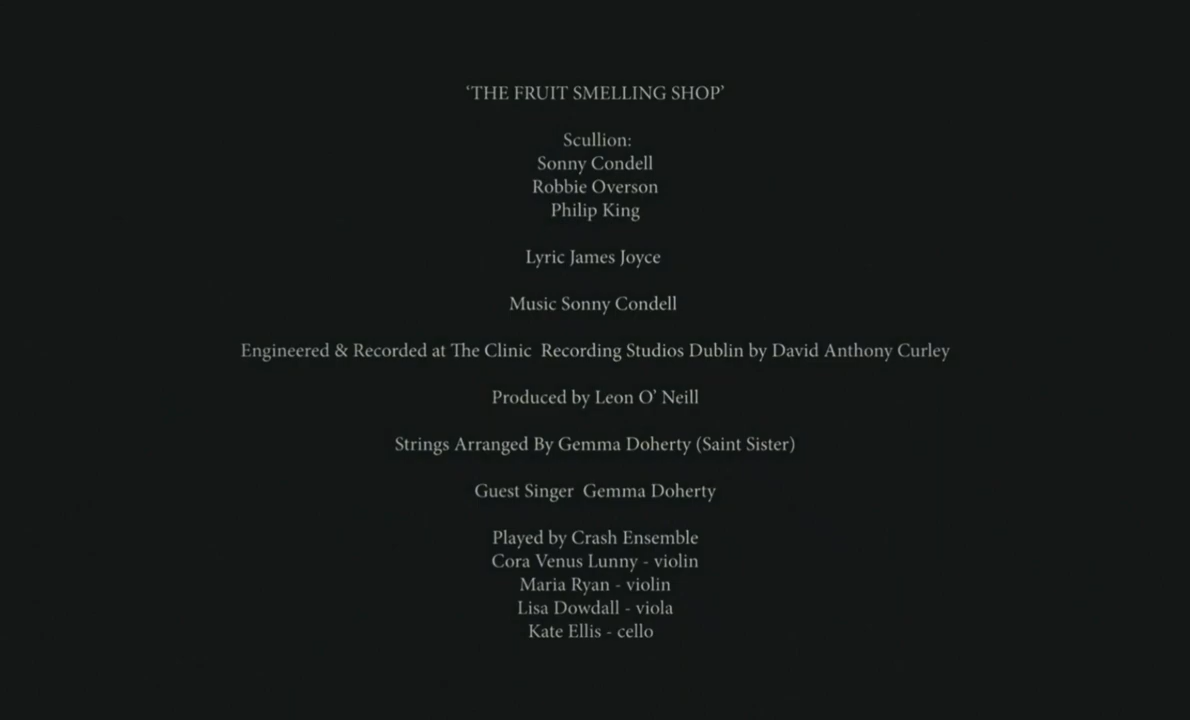 ‘THE FRUIT SMELLING SHOP’
Scullion:
Sonny Condell
Robbie Overson
Philip King
Lyric James Joyce
Music Sonny Condell
Engineered & Recorded at The Clinic  Recording Studios Dublin by David Anthony Curley
Produced by Leon O’ Neill
Strings Arranged By Gemma Doherty (Saint Sister)
Guest Singer  Gemma Doherty
Played by Crash Ensemble
Cora Venus Lunny - violin
Maria Ryan - violin
Lisa Dowdall - viola
Kate Ellis - cello